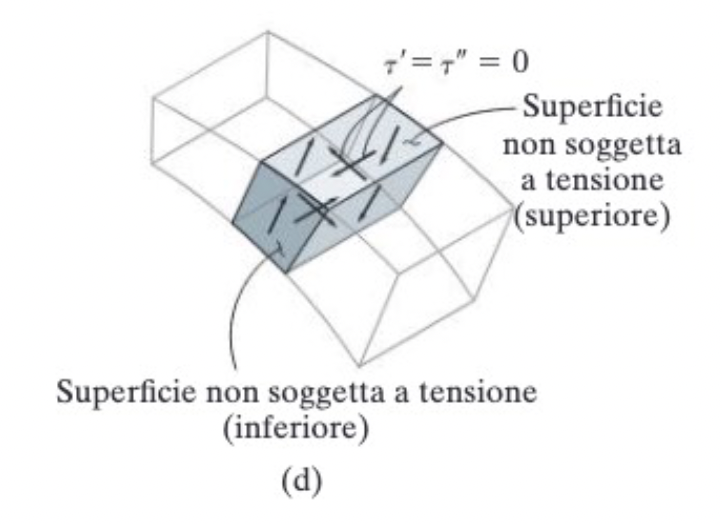 τ′ = τ″ = 0
Superficie
non soggetta
a tensione
(superiore)
Superficie non soggetta a tensione
(inferiore)
(d)